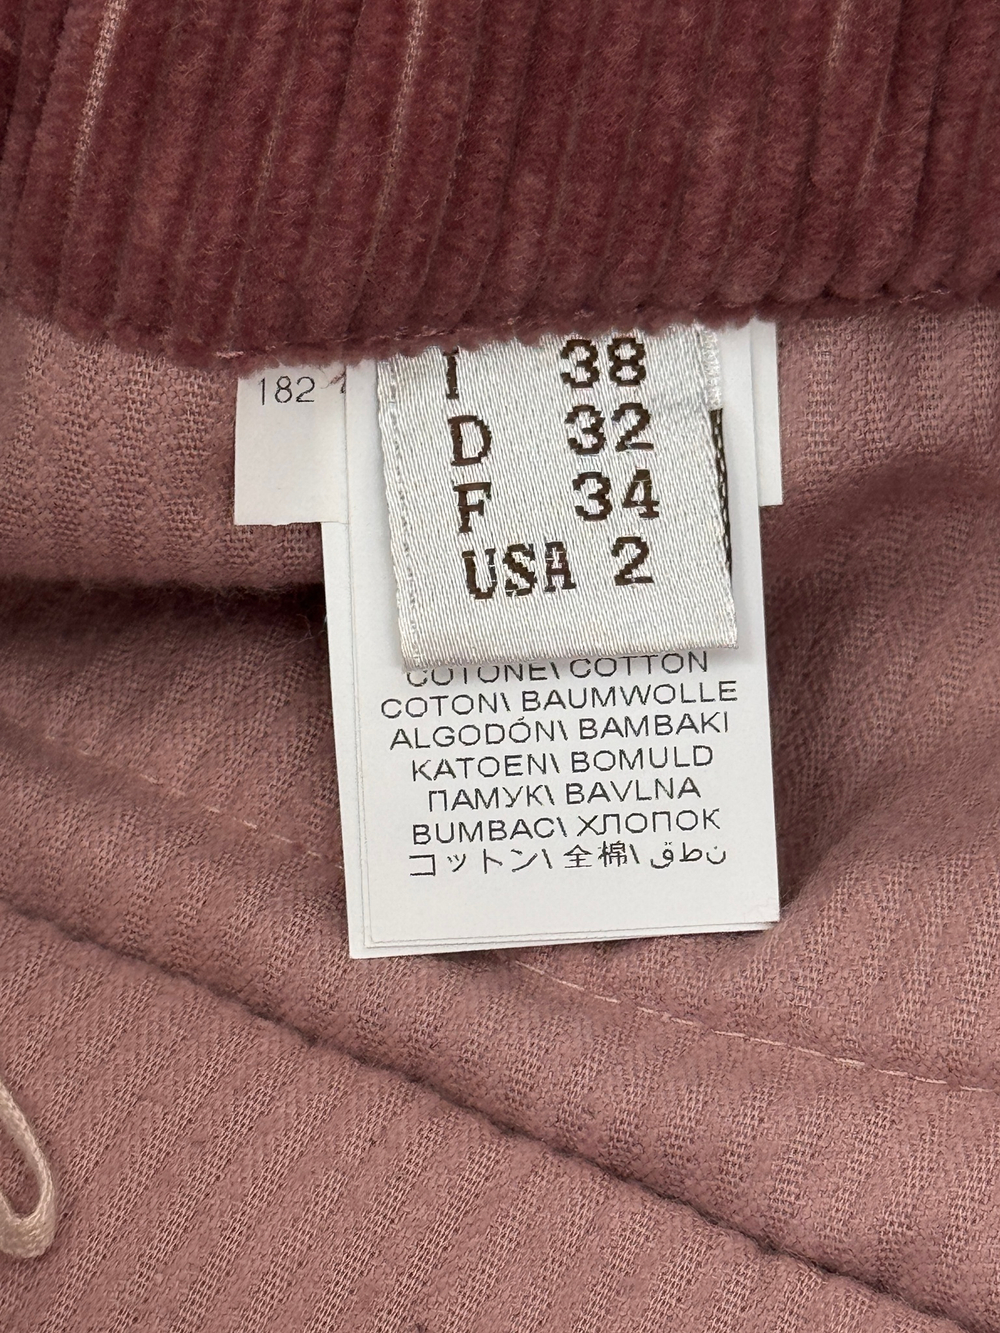 182
I 38
D 32
F 34
USA 2
COTONE\ COTTON
COTON\ BAUMWOLLE
ALGODÓN\ BAMBAKI
KATOEN\ BOMULD
ПАМУК\ BAVLNA
BUMBAC\ ХЛОПОК
コットン\ 全棉\ نطق